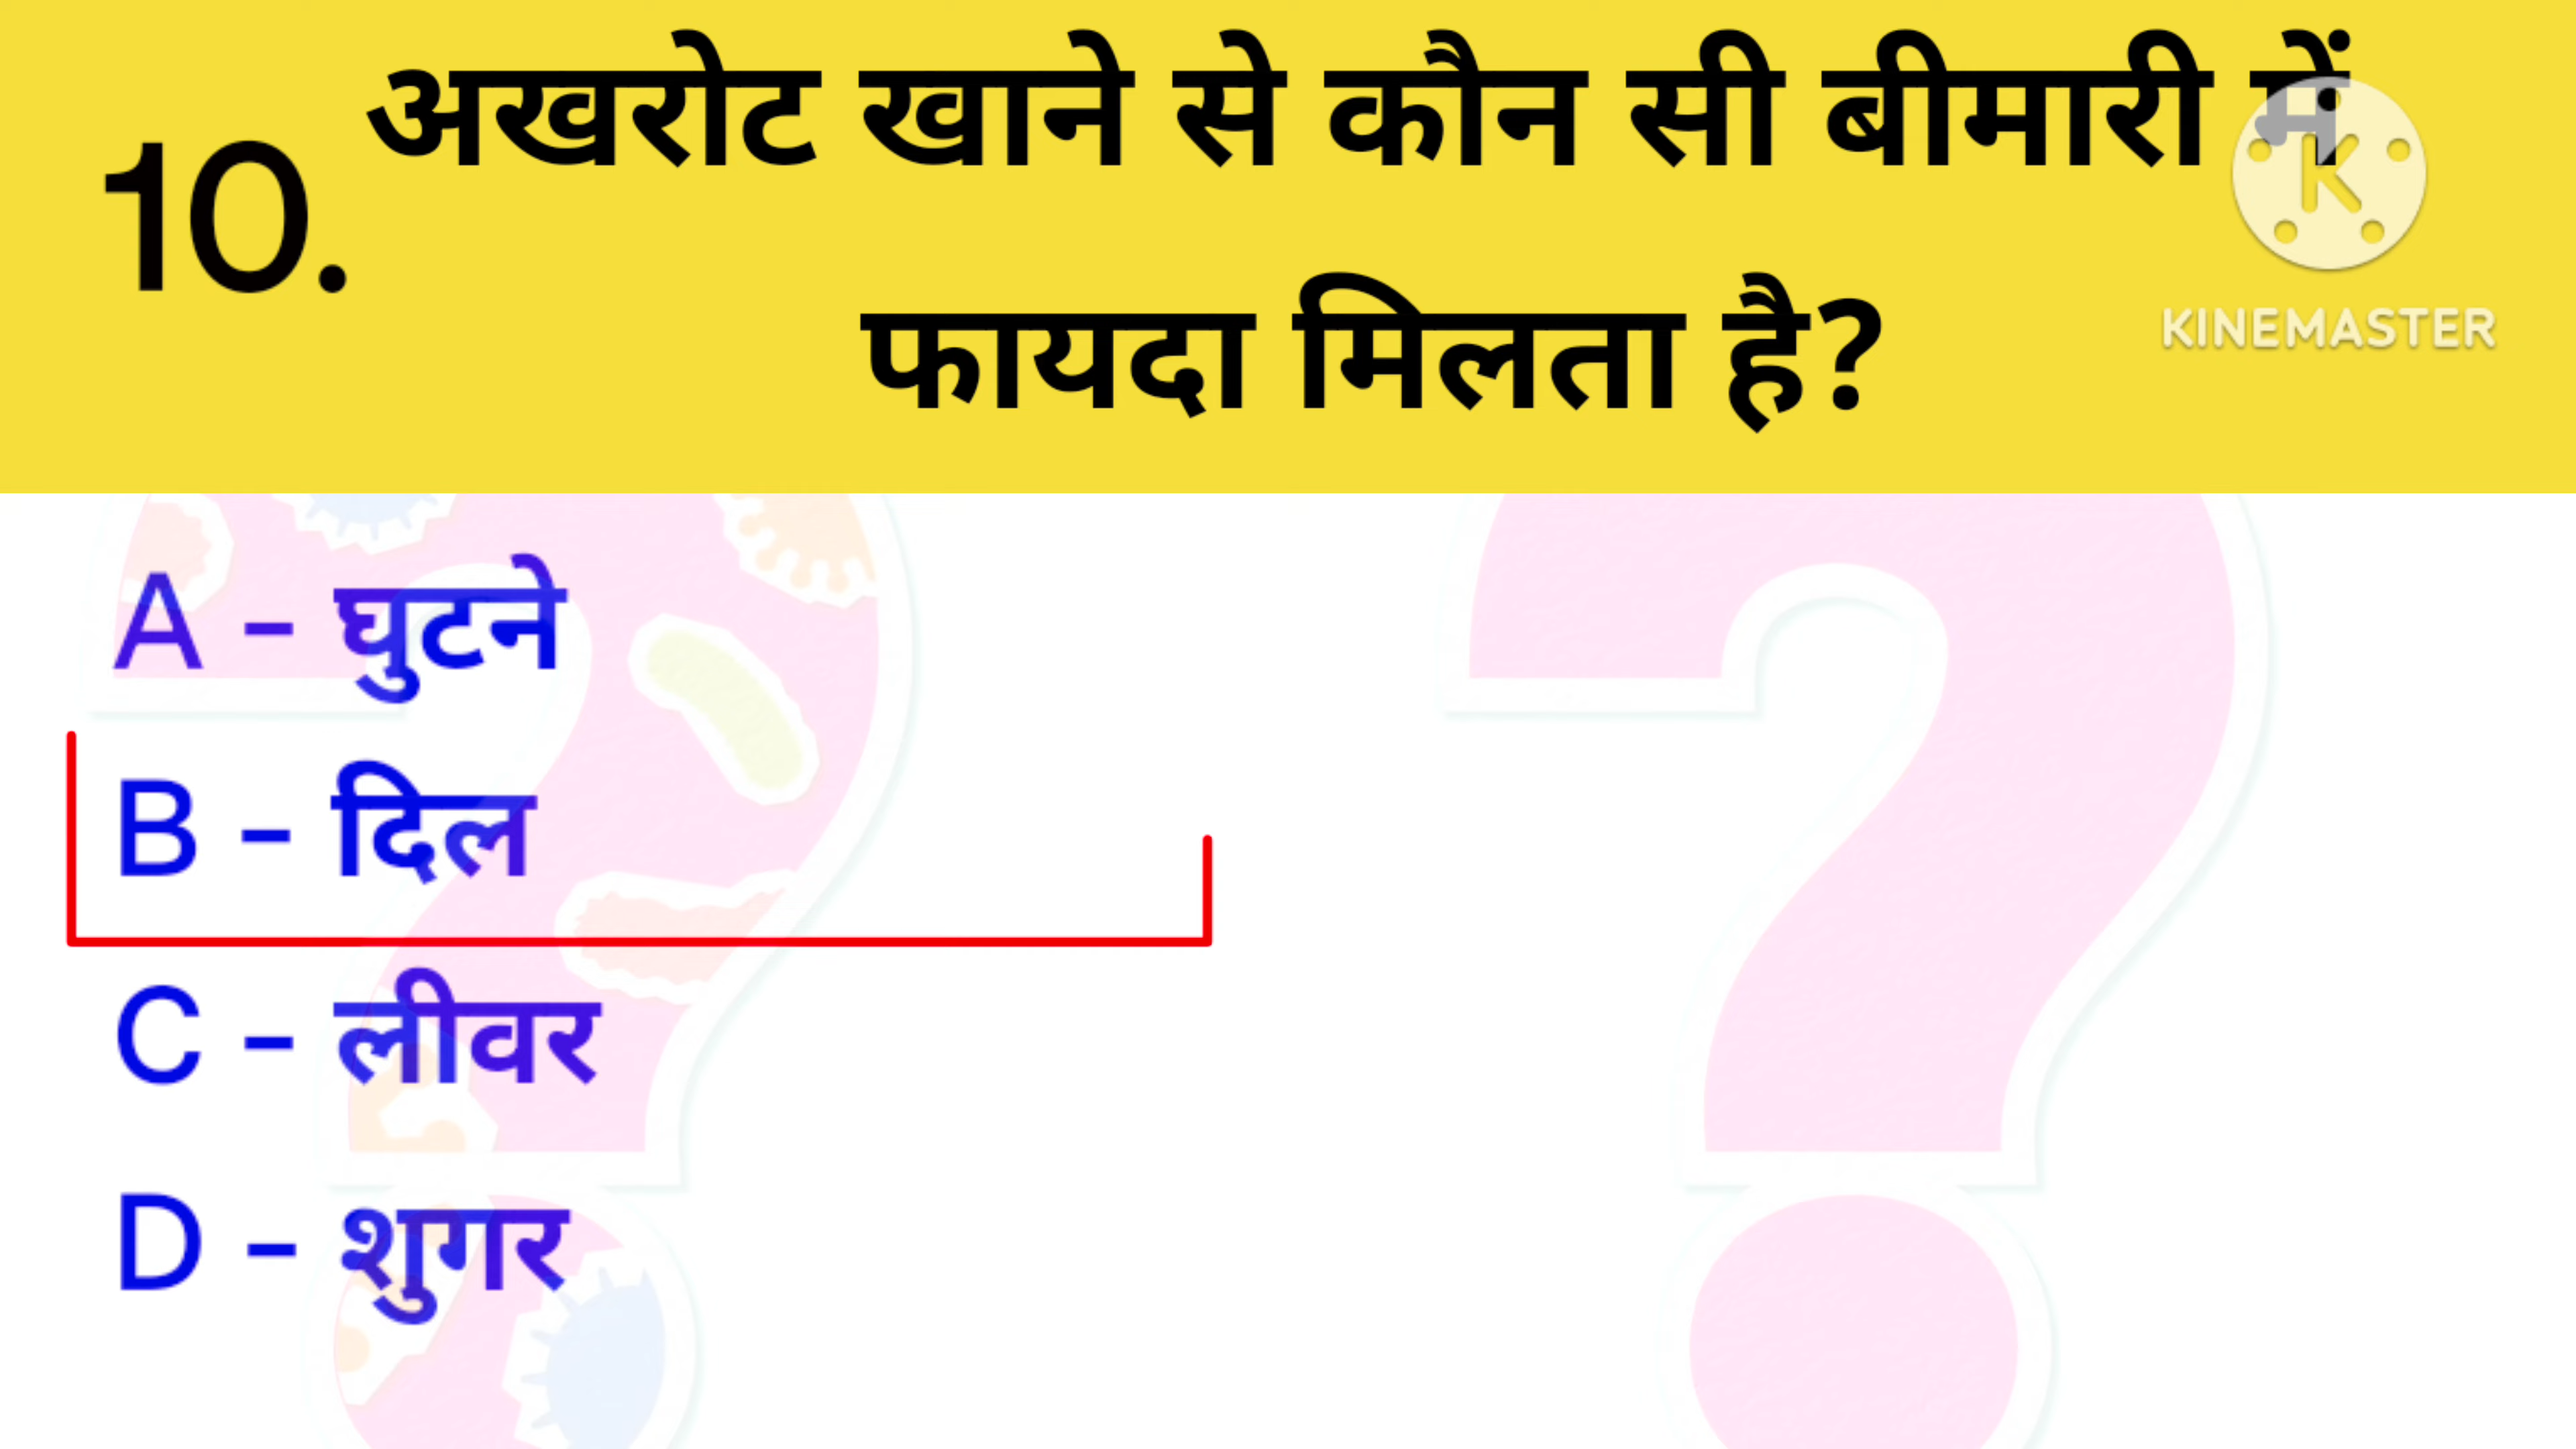 10. अखरोट खाने से कौन सी बीमारी में
फायदा मिलता है?
KINEMASTER
A - घुटने
B - दिल
C - लीवर
D - शुगर